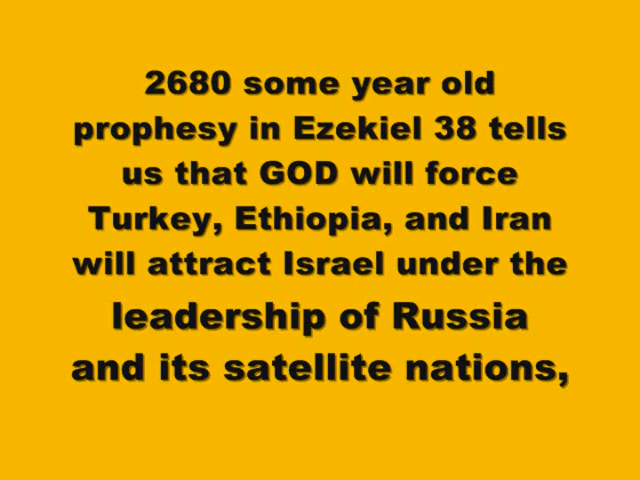 2680 some year old
prophesy in Ezekiel 38 tells
us that GOD will force
Turkey, Ethiopia, and Iran
will attract Israel under the
leadership of Russia
and its satellite nations,